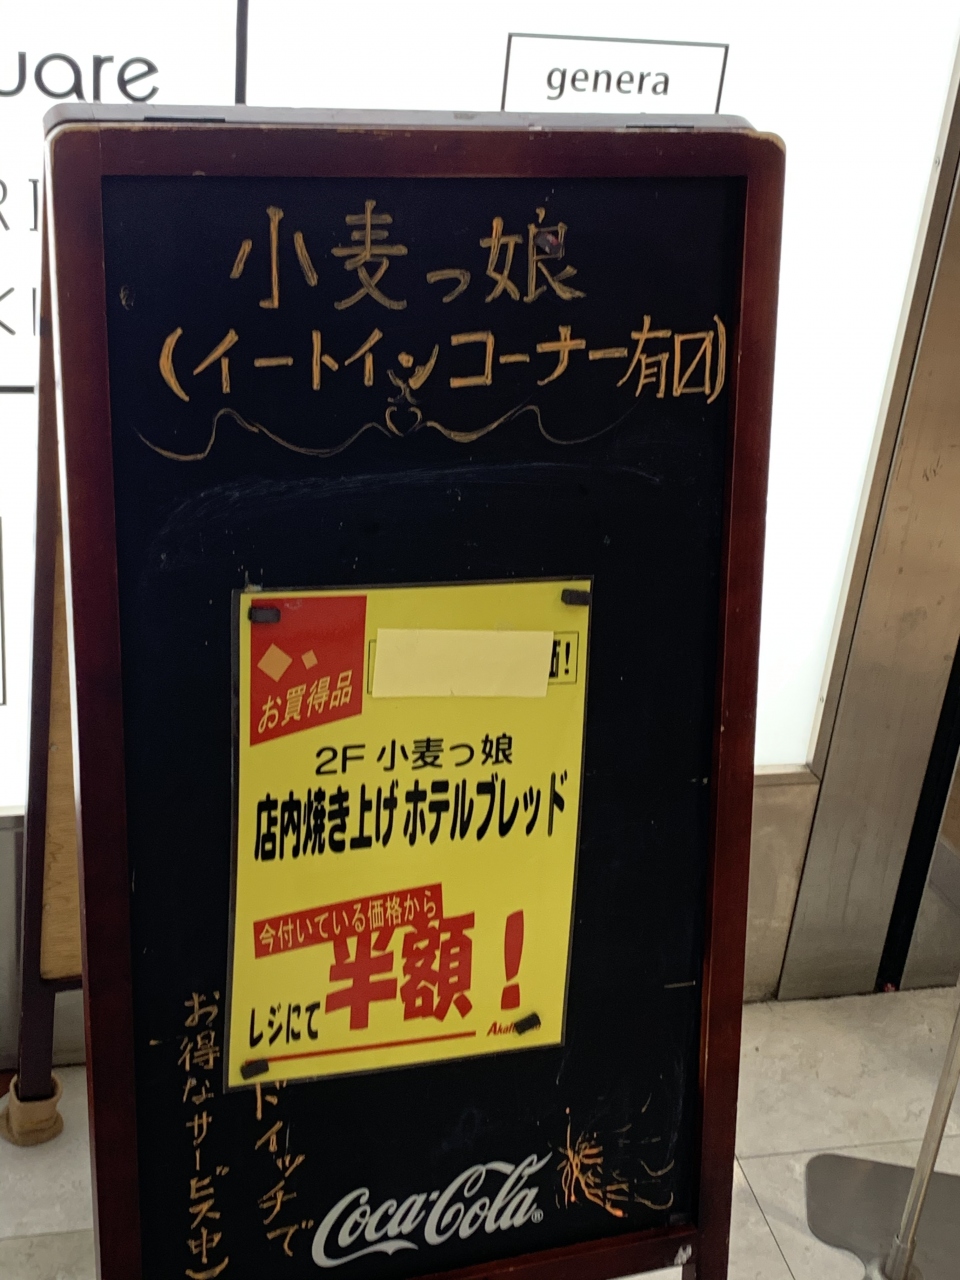 uare
genera
小麦っ娘
(イートインコーナー有〼)
お買得品
価!
2F 小麦っ娘
店内焼き上げホテルブレッド
今付いている価格から
半額!
レジにて
ドイッチで
お得なサービス中)
Coca-Cola®